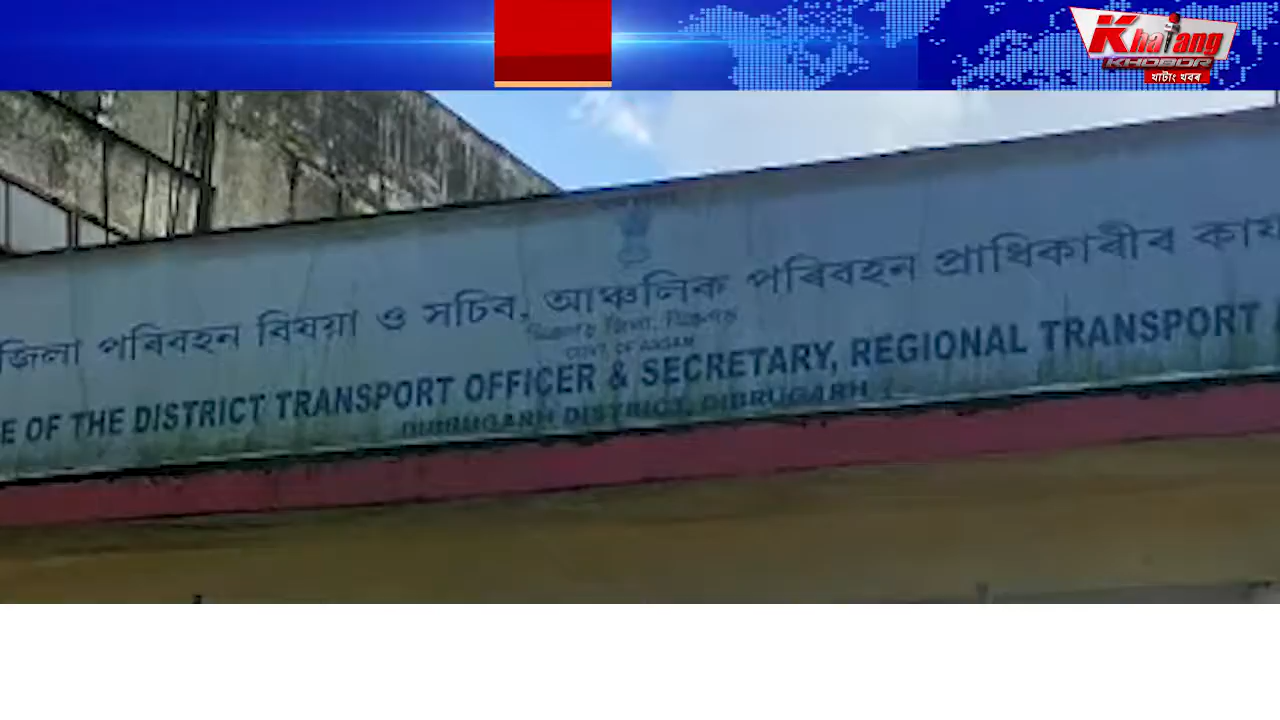 Khatang
KHOBOR
খাটাং খবৰ
জিলা পৰিবহন বিষয়া ও সচিব, আঞ্চলিক পৰিবহন প্ৰাধিকাৰীৰ
GOVT. OF ASSAM
OF THE DISTRICT TRANSPORT OFFICER & SECRETARY, REGIONAL TRANSPORT
DIBRUGARH DISTRICT, DIBRUGARH